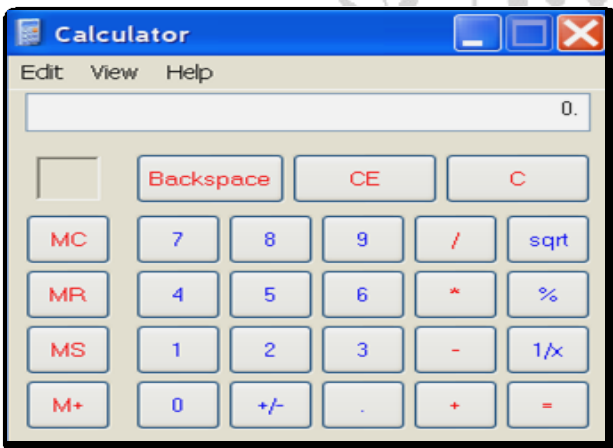 Calculator
Edit View Help
0.
Backspace CE C
MC 7 8 9 / sqrt
MR 4 5 6 * %
MS 1 2 3 - 1/x
M+ 0 +/- . + =